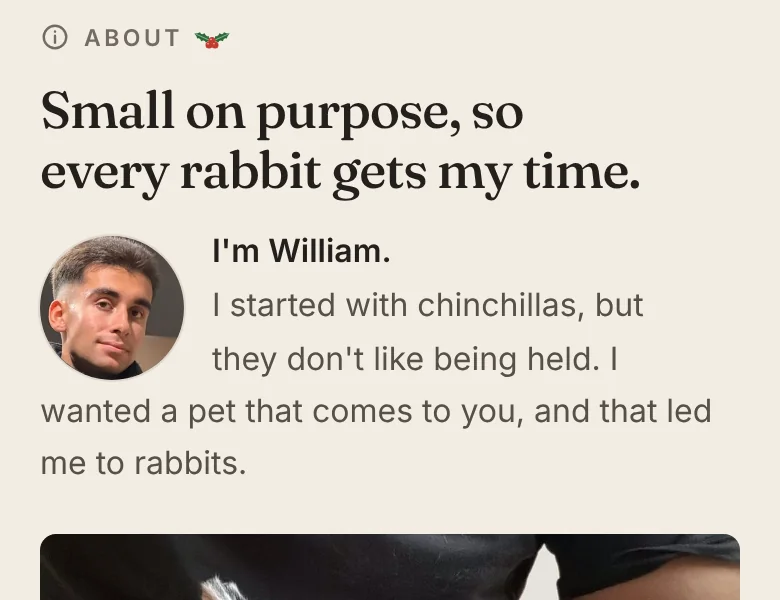 ABOUT
Small on purpose, so
every rabbit gets my time.
I'm William.
I started with chinchillas, but
they don't like being held. I
wanted a pet that comes to you, and that led
me to rabbits.